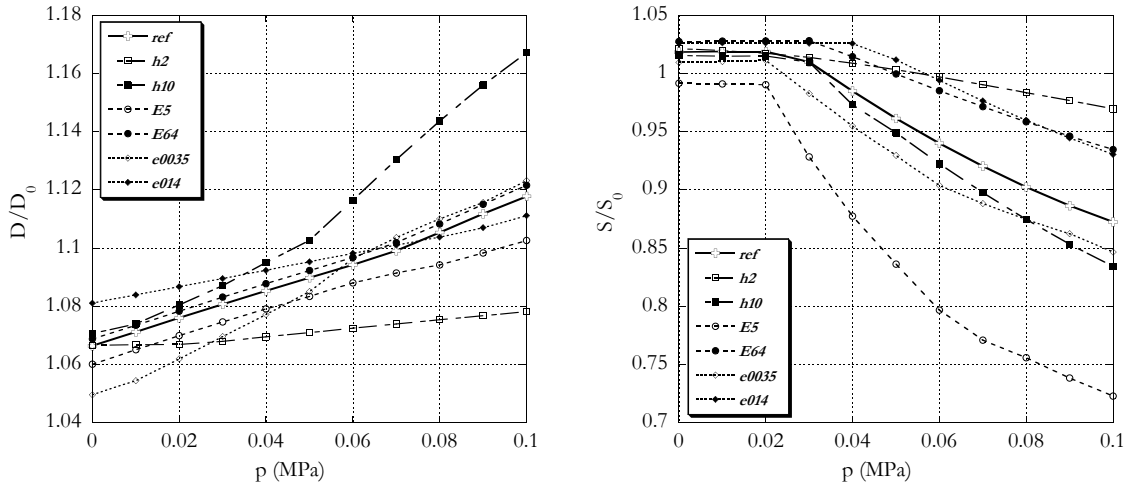 1.18
1.16
1.14
1.12
1.10
1.08
1.06
1.04
D/D0
ref
h2
h10
E5
E64
e0035
e014
0 0.02 0.04 0.06 0.08 0.1
p (MPa)
1.05
1
0.95
0.9
0.85
0.8
0.75
0.7
S/S0
ref
h2
h10
E5
E64
e0035
e014
0 0.02 0.04 0.06 0.08 0.1
p (MPa)